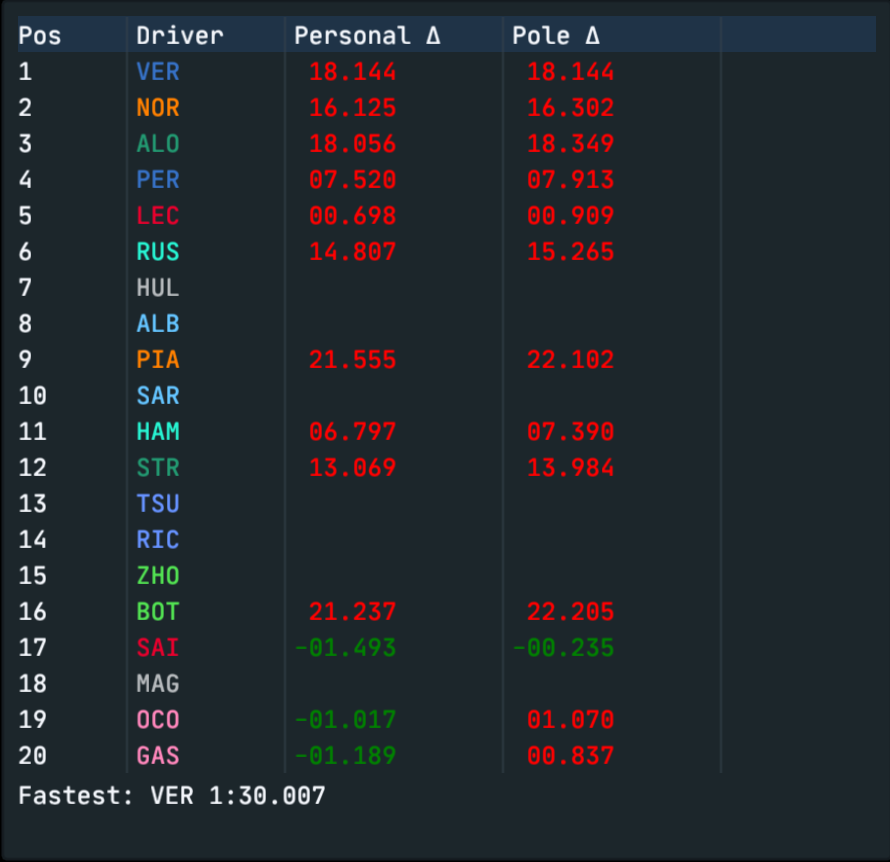 Pos Driver Personal Δ Pole Δ
1 VER 18.144 18.144
2 NOR 16.125 16.302
3 ALO 18.056 18.349
4 PER 07.520 07.913
5 LEC 00.698 00.909
6 RUS 14.807 15.265
7 HUL
8 ALB
9 PIA 21.555 22.102
10 SAR
11 HAM 06.797 07.390
12 STR 13.069 13.984
13 TSU
14 RIC
15 ZHO
16 BOT 21.237 22.205
17 SAI -01.493 -00.235
18 MAG
19 OCO -01.017 01.070
20 GAS -01.189 00.837
Fastest: VER 1:30.007